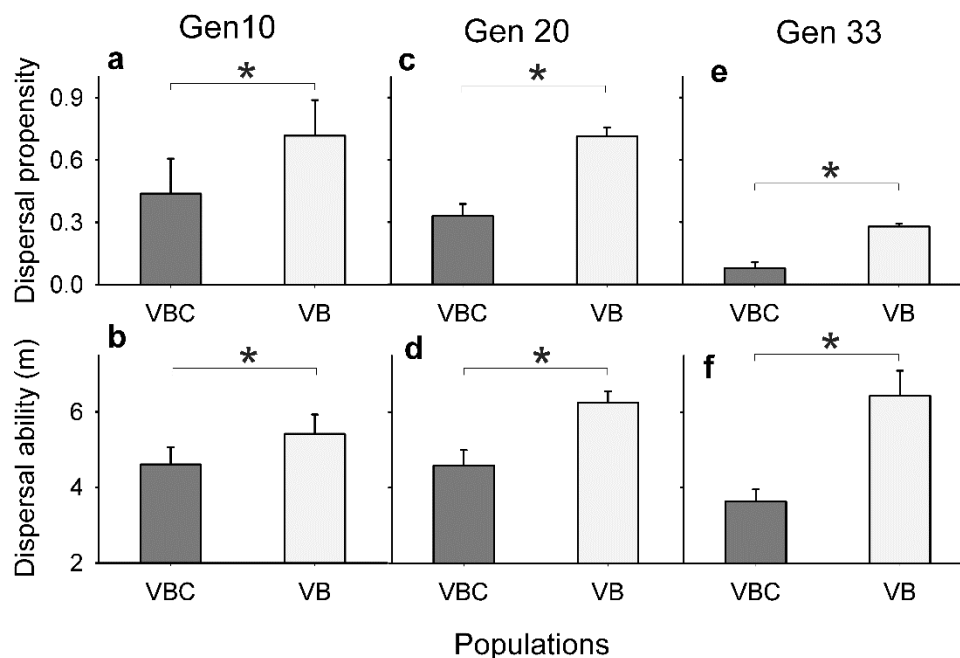 Gen10
Gen 20
Gen 33
a
*
c
*
e
*
Dispersal propensity
0.9
0.6
0.3
0.0
VBC
VB
VBC
VB
VBC
VB
b
*
d
*
f
*
Dispersal ability (m)
6
4
2
VBC
VB
VBC
VB
VBC
VB
Populations